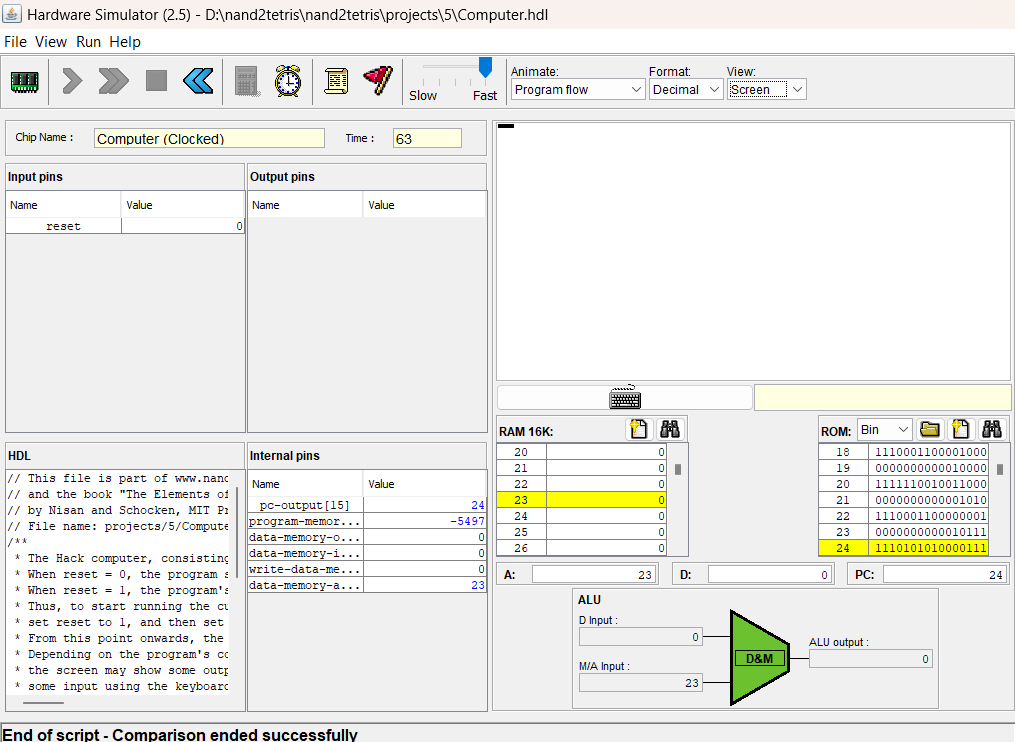 Hardware Simulator (2.5) - D:\nand2tetris\nand2tetris\projects\5\Computer.hdl
File View Run Help
Slow Fast
Animate: Format: View:
Program flow Decimal Screen
Chip Name : Computer (Clocked) Time : 63
Input pins Output pins
Name Value Name Value
reset 0
HDL
// This file is part of www.nand
// and the book "The Elements of
// by Nisan and Schocken, MIT Pr
// File name: projects/5/Compute
/**
* The Hack computer, consisting
* When reset = 0, the program s
* When reset = 1, the program's
* Thus, to start running the cu
* set reset to 1, and then set
* From this point onwards, the
* Depending on the program's co
* the screen may show some outp
* some input using the keyboard
Internal pins
Name Value
pc-output[15] 24
program-memor... -5497
data-memory-o... 0
data-memory-i... 0
write-data-me... 0
data-memory-a... 23
RAM 16K:
20 0
21 0
22 0
23 0
24 0
25 0
26 0
ROM: Bin
18 1110001100001000
19 0000000000010000
20 1111110010011000
21 0000000000001010
22 1110001100000001
23 0000000000010111
24 1110101010000111
A: 23 D: 0 PC: 24
ALU
D Input :
0
M/A Input :
23
D&M
ALU output :
0
End of script - Comparison ended successfully